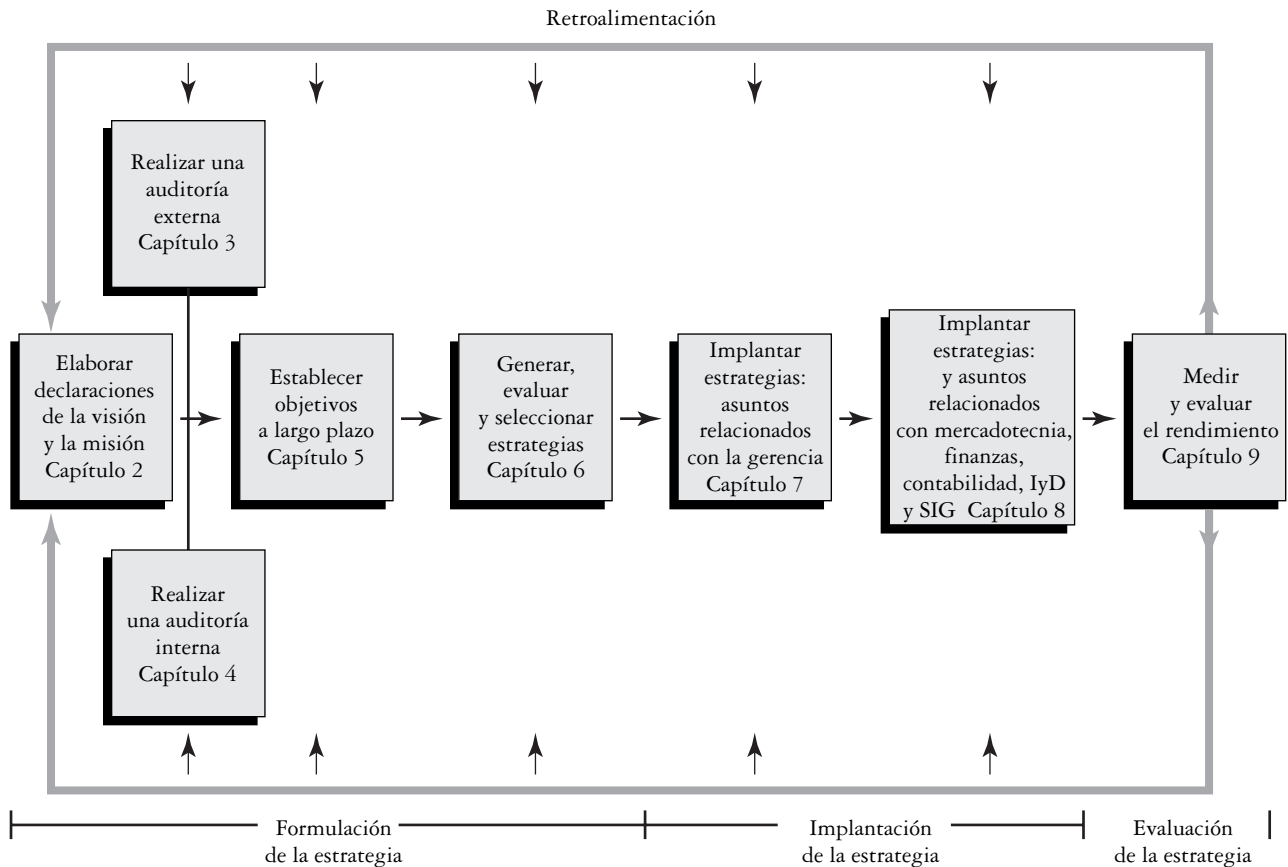 Retroalimentación
Realizar una
auditoría
externa
Capítulo 3
Elaborar
declaraciones
de la visión
y la misión
Capítulo 2
Establecer
objetivos
a largo plazo
Capítulo 5
Generar,
evaluar
y seleccionar
estrategias
Capítulo 6
Implantar
estrategias:
asuntos
relacionados
con la gerencia
Capítulo 7
Implantar
estrategias:
y asuntos
relacionados
con mercadotecnia,
finanzas,
contabilidad, IyD
y SIG Capítulo 8
Medir
y evaluar
el rendimiento
Capítulo 9
Realizar
una auditoría
interna
Capítulo 4
Formulación
de la estrategia
Implantación
de la estrategia
Evaluación
de la estrategia